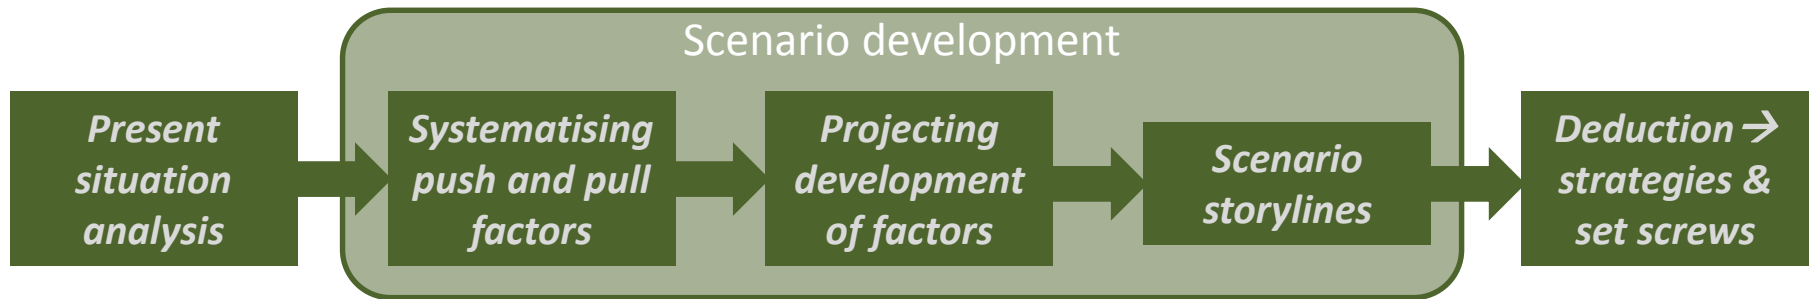 Scenario development
Present
situation
analysis
Systematising
push and pull
factors
Projecting
development
of factors
Scenario
storylines
Deduction →
strategies &
set screws